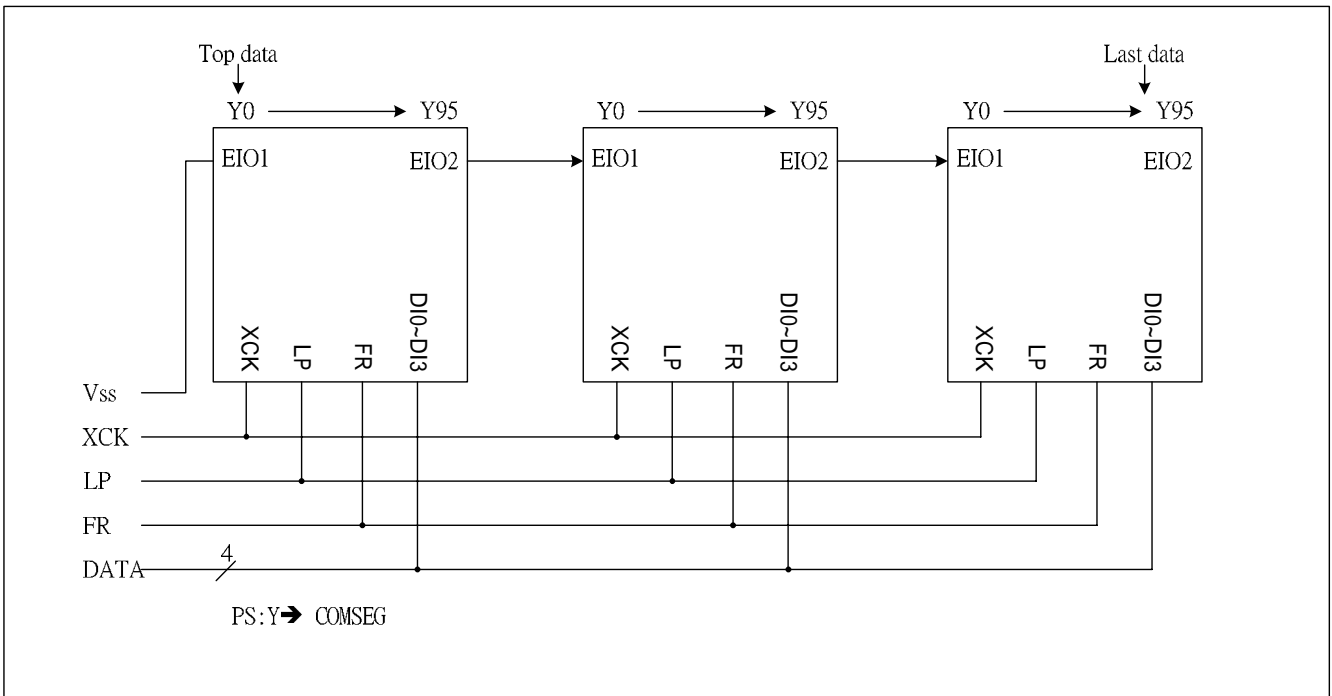 Top data
Last data
Y0 Y95 Y0 Y95 Y0 Y95
EIO1 EIO2 EIO1 EIO2 EIO1 EIO2
XCK LP FR DI0~DI3 XCK LP FR DI0~DI3 XCK LP FR DI0~DI3
Vss
XCK
LP
FR
4
DATA
PS:Y➔ COMSEG